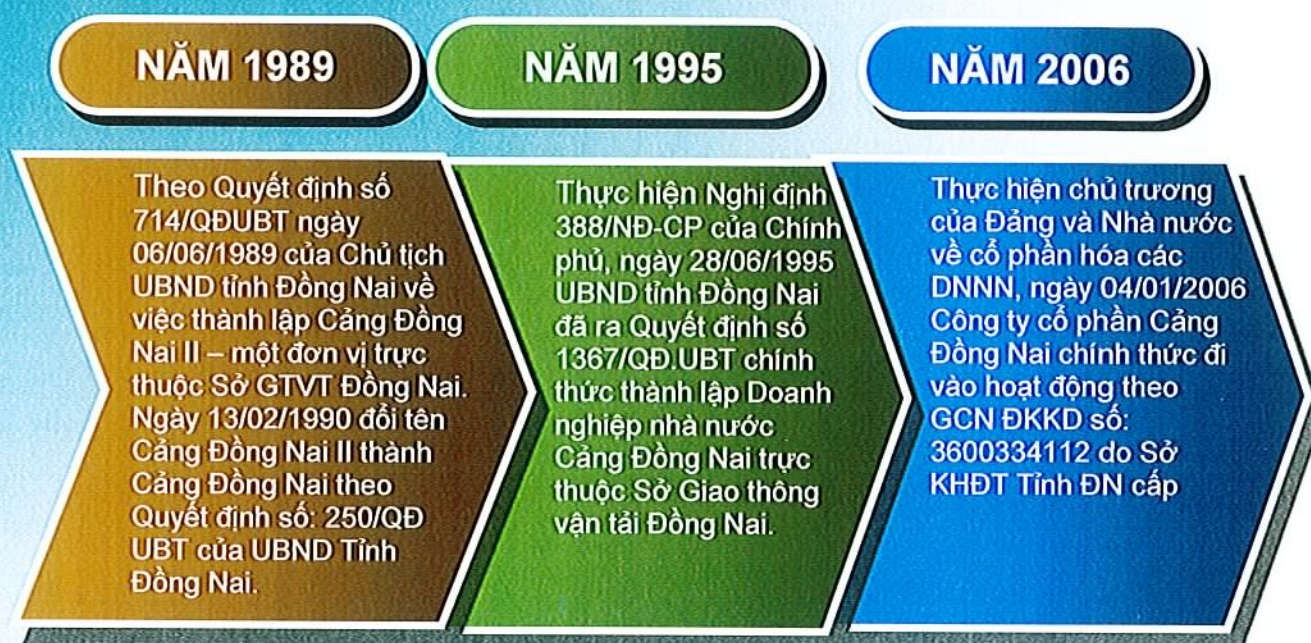 NĂM 1989
Theo Quyết định số
714/QĐUBT ngày
06/06/1989 của Chủ tịch
UBND tỉnh Đồng Nai về
việc thành lập Cảng Đồng
Nai II – một đơn vị trực
thuộc Sở GTVT Đồng Nai.
Ngày 13/02/1990 đổi tên
Cảng Đồng Nai II thành
Cảng Đồng Nai theo
Quyết định số: 250/QĐ
UBT của UBND Tỉnh
Đồng Nai.
NĂM 1995
Thực hiện Nghị định
388/NĐ-CP của Chính
phủ, ngày 28/06/1995
UBND tỉnh Đồng Nai
đã ra Quyết định số
1367/QĐ.UBT chính
thức thành lập Doanh
nghiệp nhà nước
Cảng Đồng Nai trực
thuộc Sở Giao thông
vận tải Đồng Nai.
NĂM 2006
Thực hiện chủ trương
của Đảng và Nhà nước
về cổ phần hóa các
DNNN, ngày 04/01/2006
Công ty cổ phần Cảng
Đồng Nai chính thức đi
vào hoạt động theo
GCN ĐKKD số:
3600334112 do Sở
KHĐT Tỉnh ĐN cấp